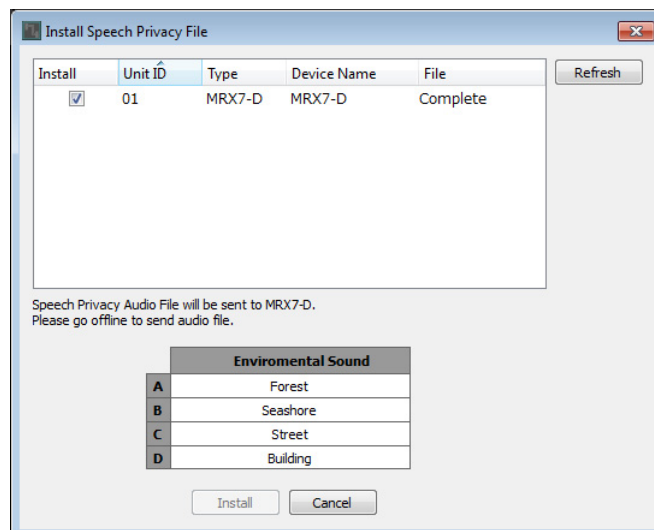 Install Speech Privacy File
Install Unit ID Type Device Name File
Refresh
01 MRX7-D MRX7-D Complete
Speech Privacy Audio File will be sent to MRX7-D.
Please go offline to send audio file.
Enviromental Sound
A Forest
B Seashore
C Street
D Building
Install Cancel